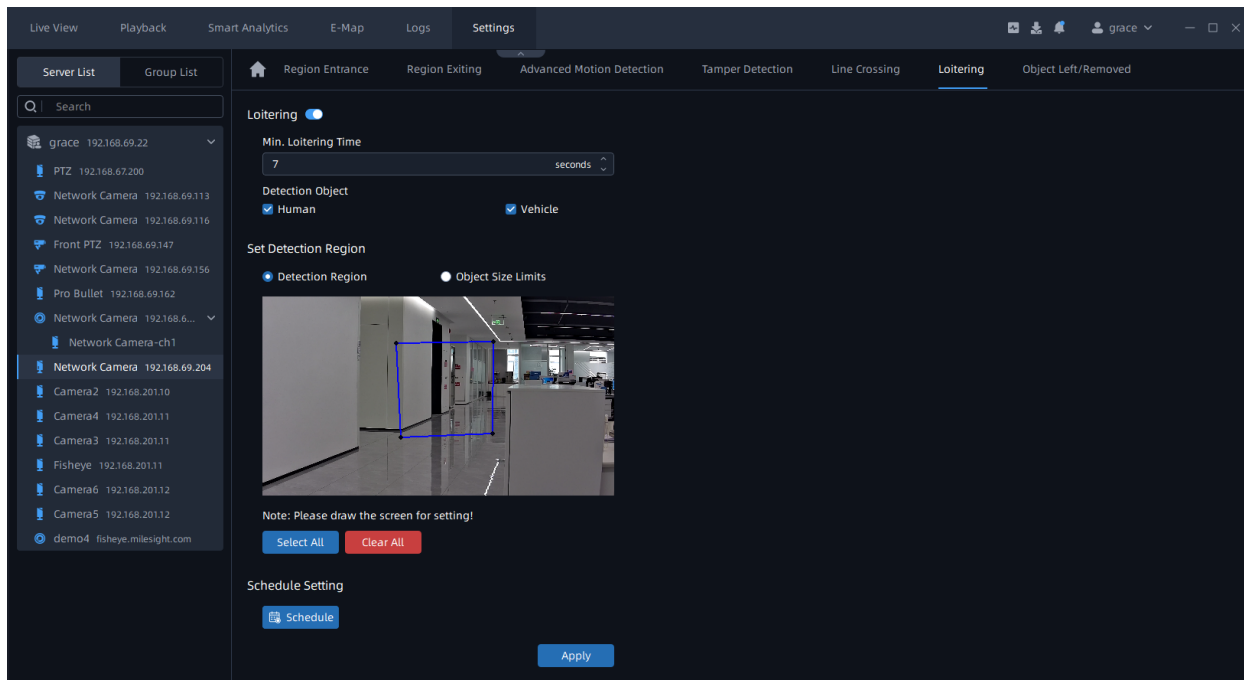 Live View Playback Smart Analytics E-Map Logs Settings grace
Server List Group List
Search
grace 192.168.69.22
PTZ 192.168.67.200
Network Camera 192.168.69.113
Network Camera 192.168.69.116
Front PTZ 192.168.69.147
Network Camera 192.168.69.156
Pro Bullet 192.168.69.162
Network Camera 192.168.6...
Network Camera-ch1
Network Camera 192.168.69.204
Camera2 192.168.201.10
Camera4 192.168.201.11
Camera3 192.168.201.11
Fisheye 192.168.201.11
Camera6 192.168.201.12
Camera5 192.168.201.12
demo4 fisheye.milesight.com
Region Entrance Region Exiting Advanced Motion Detection Tamper Detection Line Crossing Loitering Object Left/Removed
Loitering
Min. Loitering Time
7 seconds
Detection Object
Human Vehicle
Set Detection Region
Detection Region Object Size Limits
Note: Please draw the screen for setting!
Select All Clear All
Schedule Setting
Schedule
Apply